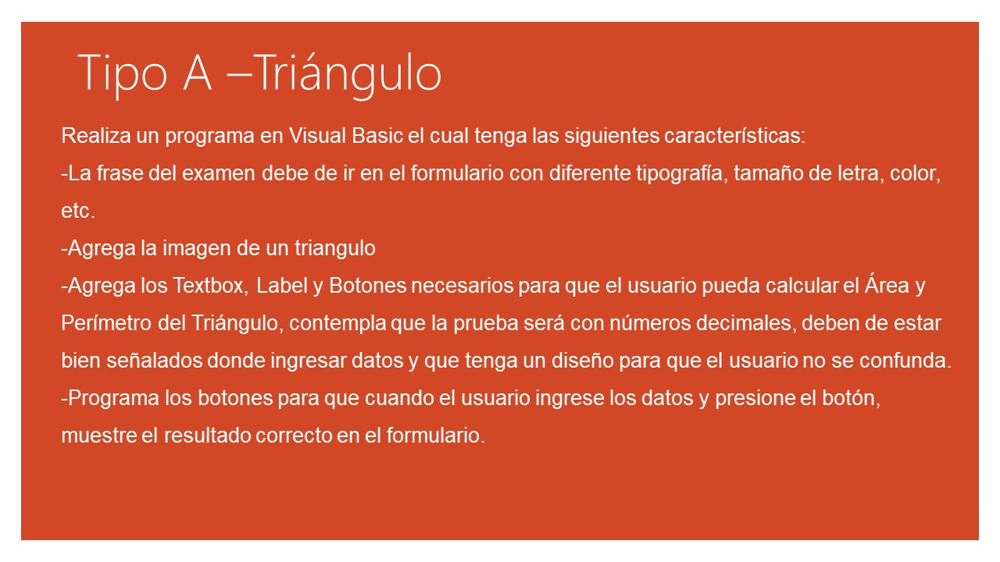 Tipo A –Triángulo
Realiza un programa en Visual Basic el cual tenga las siguientes características:
-La frase del examen debe de ir en el formulario con diferente tipografía, tamaño de letra, color,
etc.
-Agrega la imagen de un triangulo
-Agrega los Textbox, Label y Botones necesarios para que el usuario pueda calcular el Área y
Perímetro del Triángulo, contempla que la prueba será con números decimales, deben de estar
bien señalados donde ingresar datos y que tenga un diseño para que el usuario no se confunda.
-Programa los botones para que cuando el usuario ingrese los datos y presione el botón,
muestre el resultado correcto en el formulario.